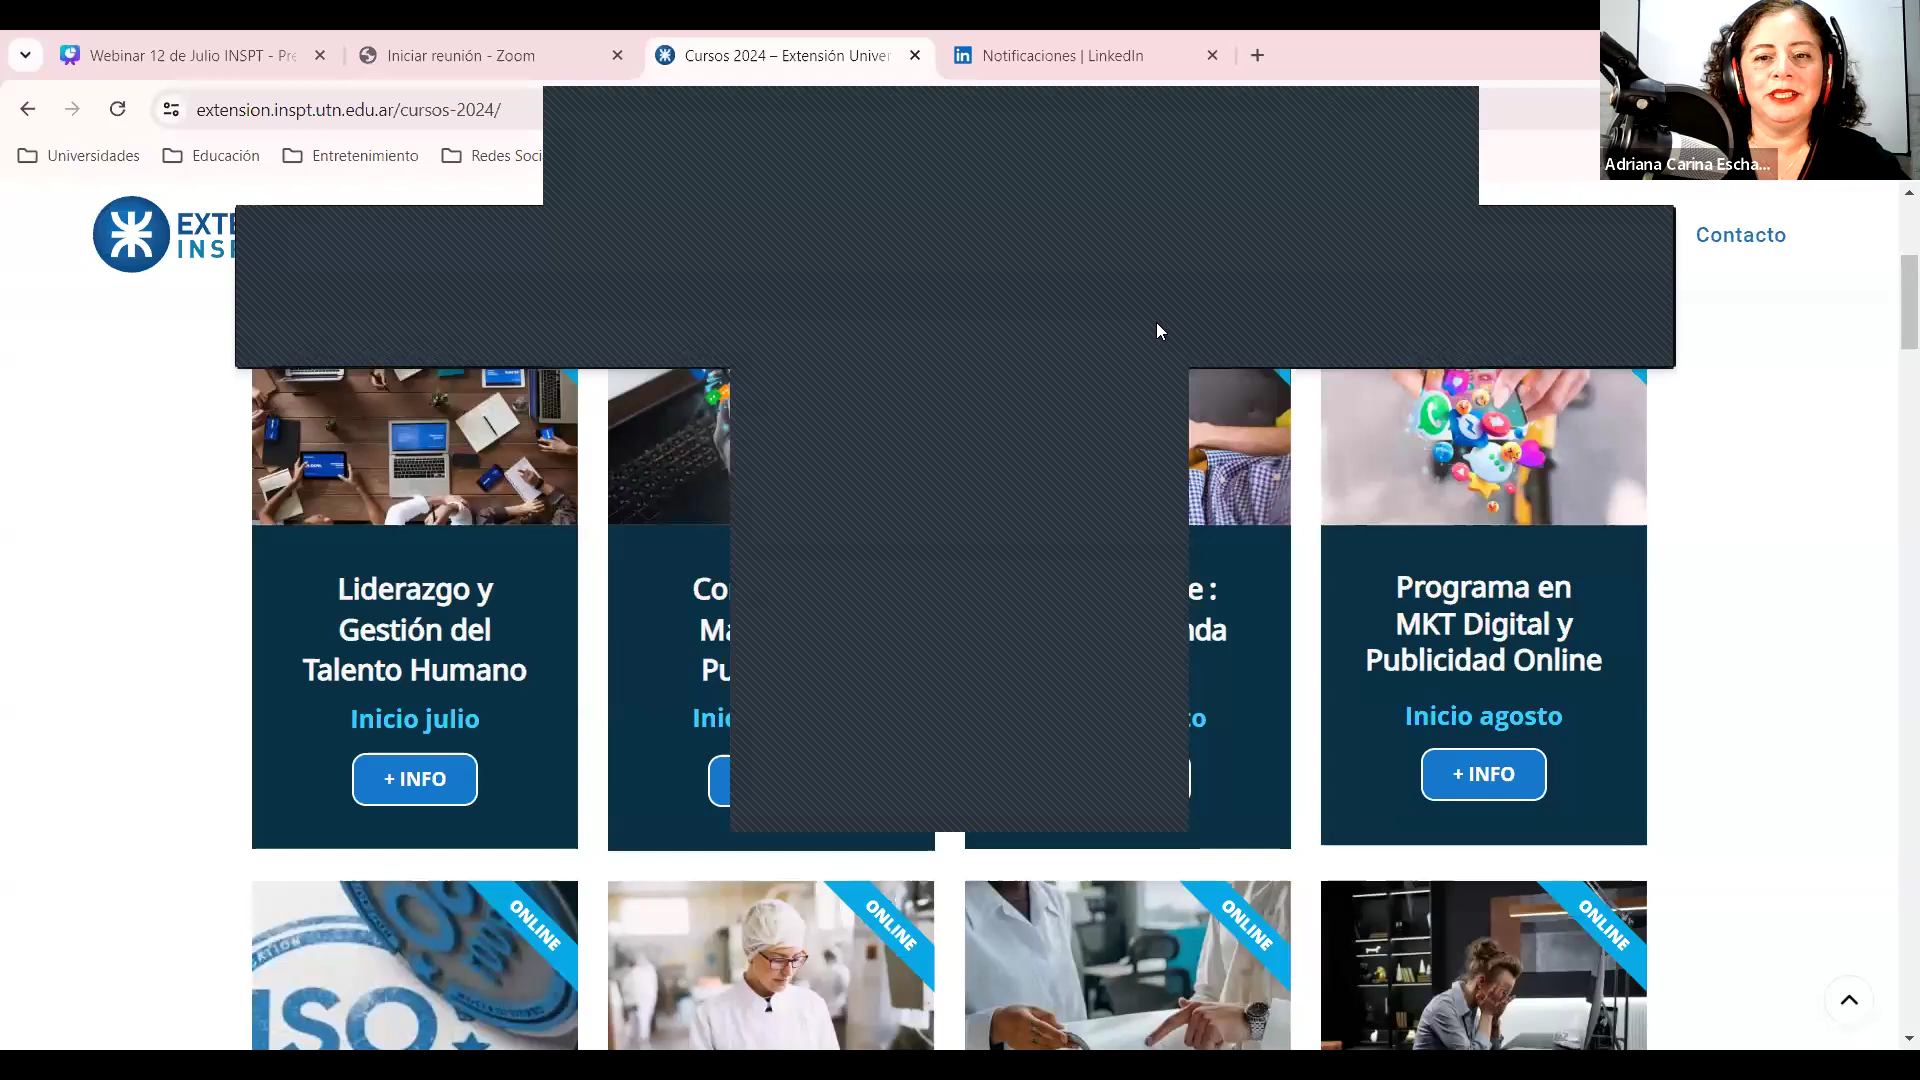 Webinar 12 de Julio INSPT - Pre
Iniciar reunión - Zoom
Cursos 2024 – Extensión Univer
Notificaciones | LinkedIn
extension.inspt.utn.edu.ar/cursos-2024/
Universidades
Educación
Entretenimiento
Redes Soci
Adriana Carina Escha...
EXTE
INSP
Contacto
Liderazgo y
Gestión del
Talento Humano
Inicio julio
+ INFO
Co
Ma
Pu
Inic
e :
nda
o
Programa en
MKT Digital y
Publicidad Online
Inicio agosto
+ INFO
ONLINE
ONLINE
ONLINE
ONLINE
ISO